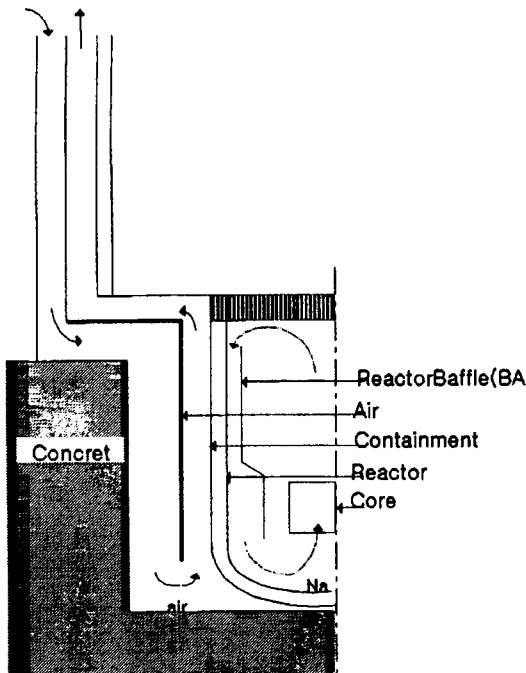 ReactorBaffle(BA
Air
Containment
Concret
Reactor
Core
Na
air